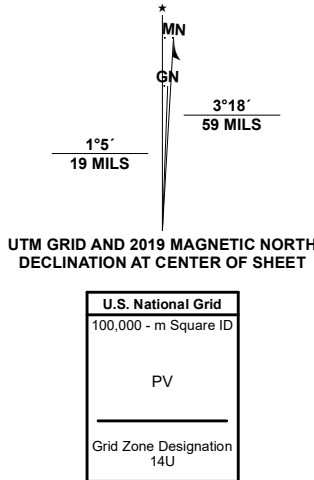 ★
MN
GN
3°18´
59 MILS
1°5´
19 MILS
UTM GRID AND 2019 MAGNETIC NORTH
DECLINATION AT CENTER OF SHEET
U.S. National Grid
100,000 - m Square ID
PV
Grid Zone Designation
14U